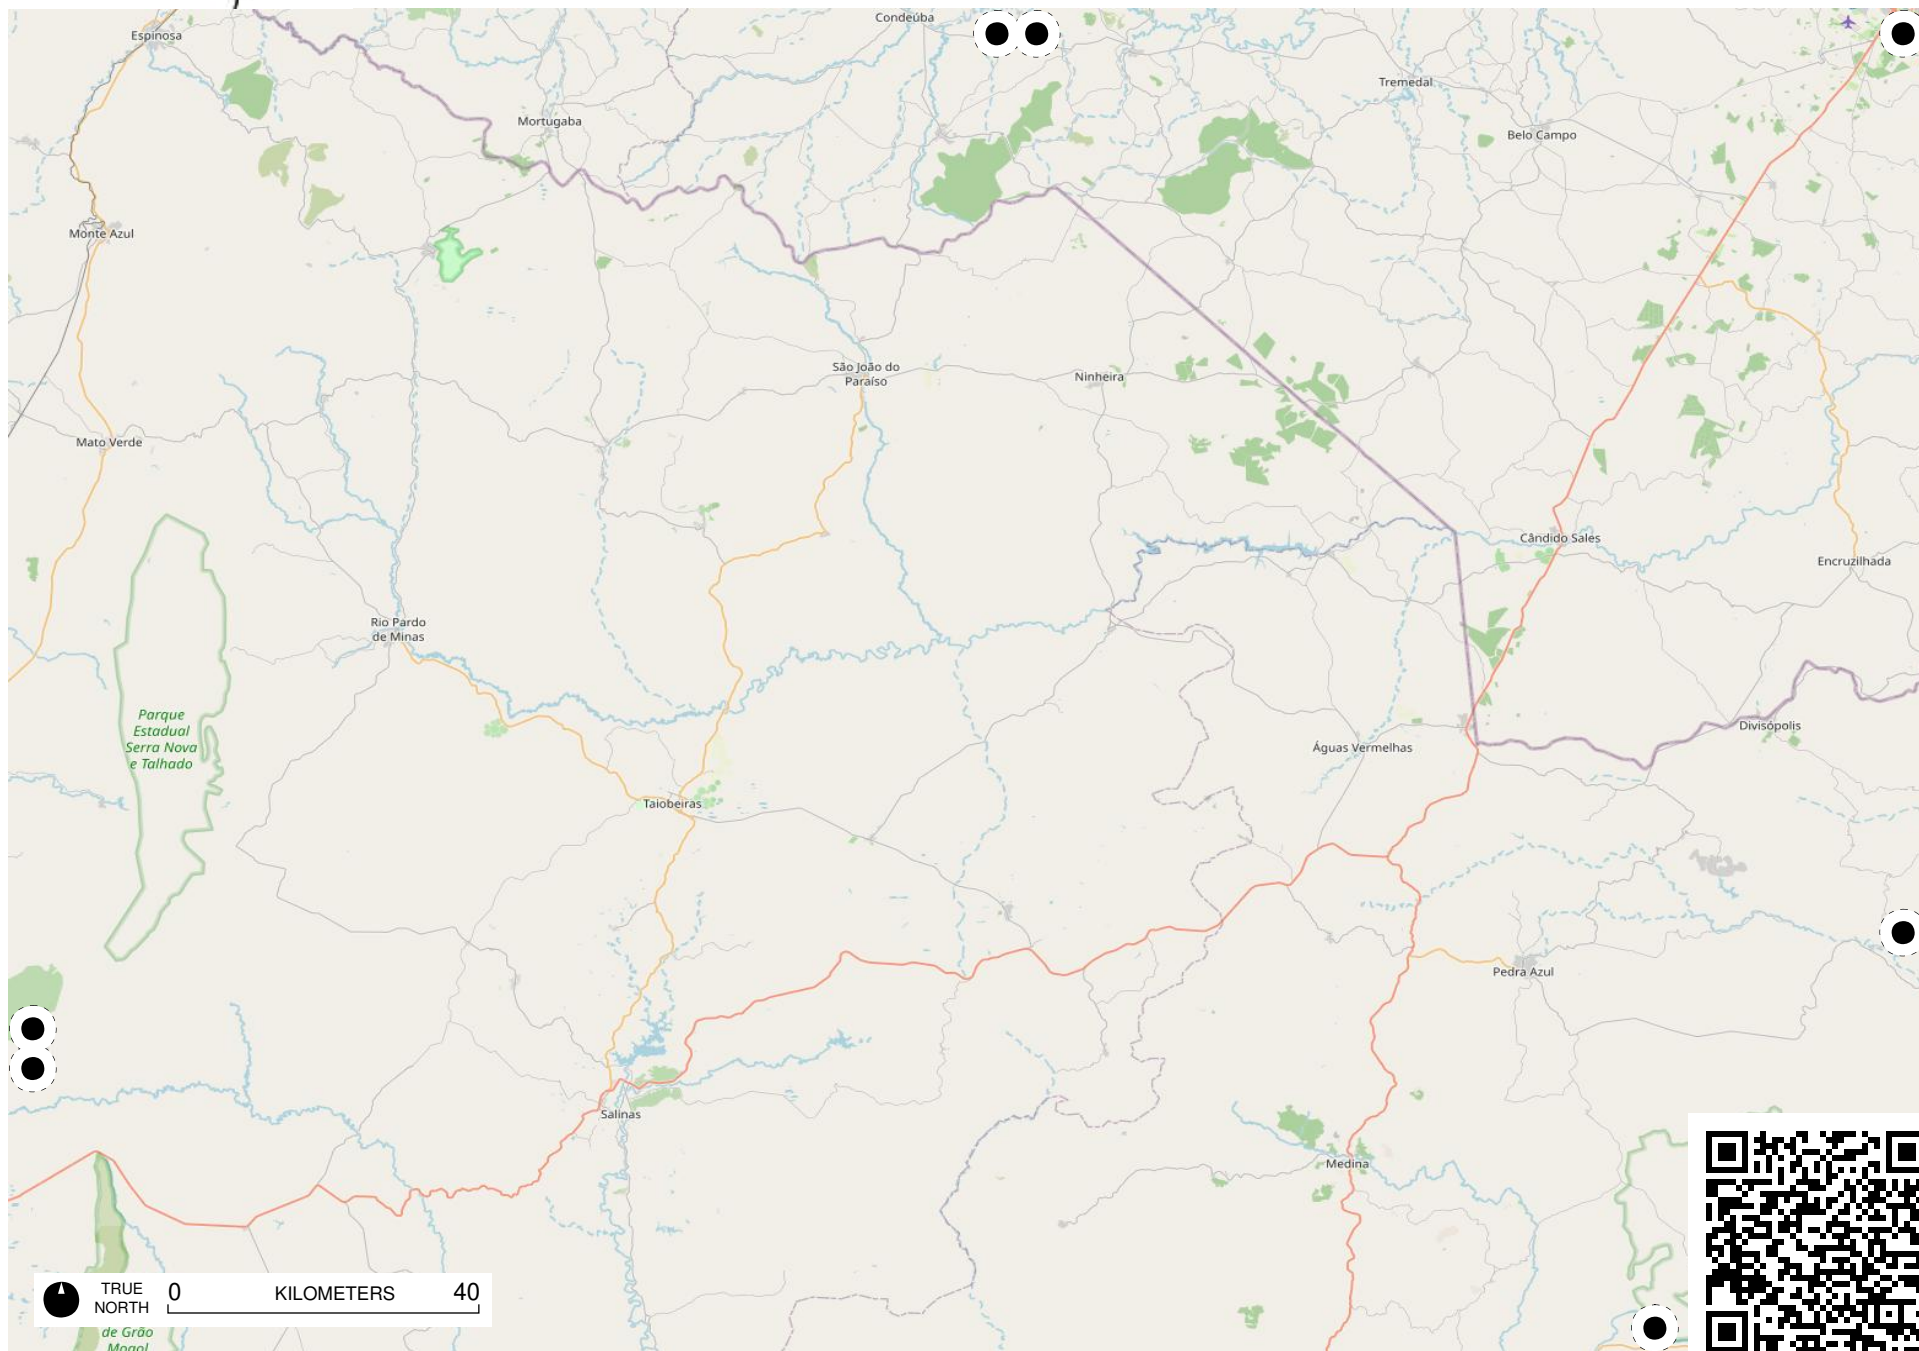 Condeúba
Espinosa
Tremedal
Mortugaba
Belo Campo
Monte Azul
São João do
Paraíso
Ninheira
Mato Verde
Cândido Sales
Encruzilhada
Rio Pardo
de Minas
Parque
Estadual
Serra Nova
e Talhado
Divisópolis
Águas Vermelhas
Taiobeiras
Pedra Azul
Salinas
Medina
TRUE
NORTH
0
KILOMETERS
40
de Grão
Mogol